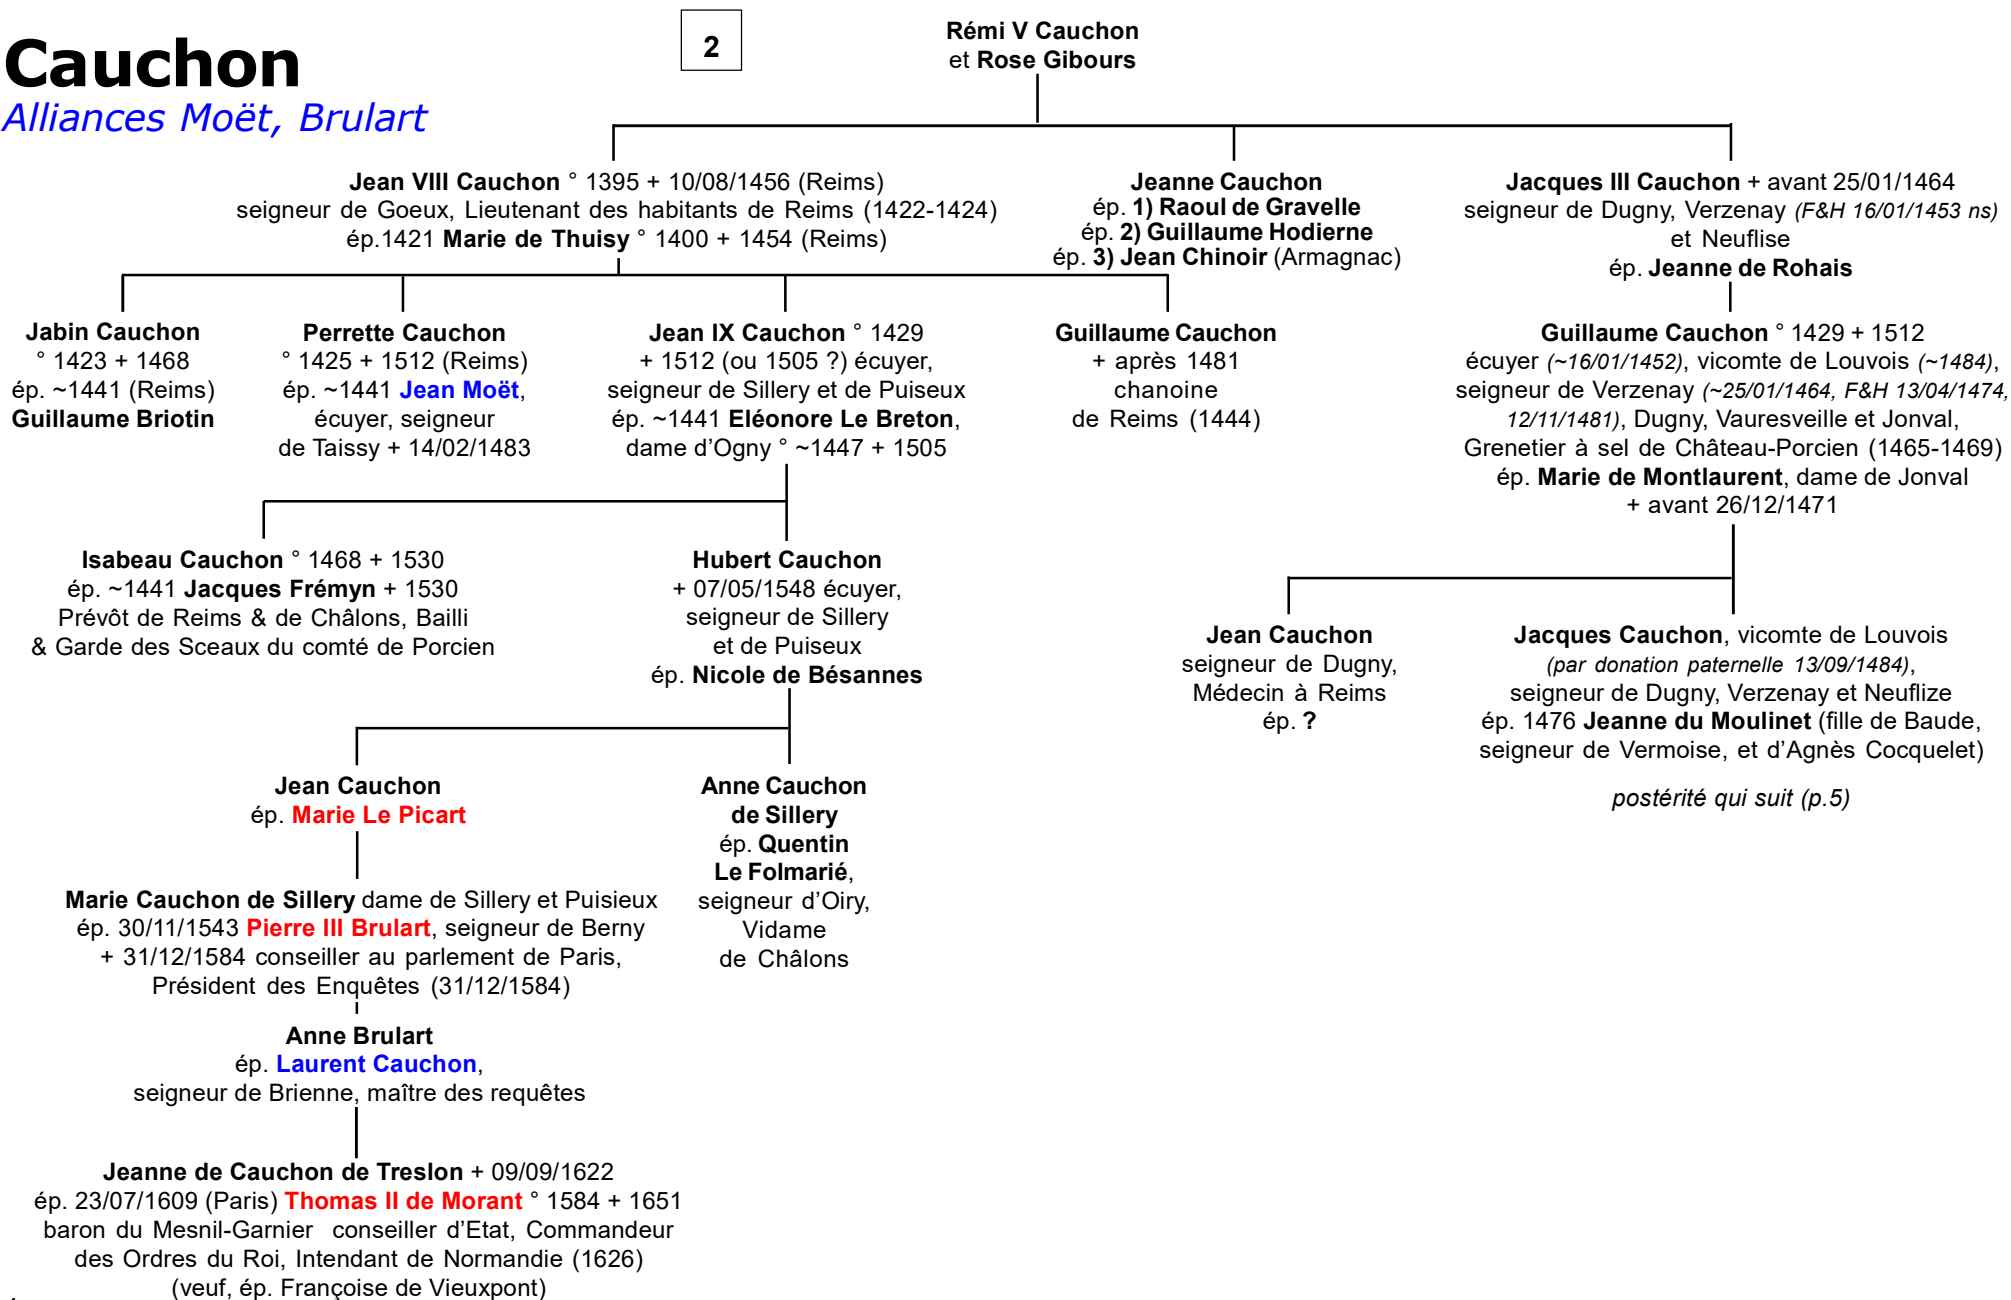 Cauchon
Alliances Moët, Brulart
2
Rémi V Cauchon
et Rose Gibours
Jean VIII Cauchon ° 1395 + 10/08/1456 (Reims)
seigneur de Goeux, Lieutenant des habitants de Reims (1422-1424)
ép.1421 Marie de Thuisy ° 1400 + 1454 (Reims)
Jeanne Cauchon
ép. 1) Raoul de Gravelle
ép. 2) Guillaume Hodierne
ép. 3) Jean Chinoir (Armagnac)
Jacques III Cauchon + avant 25/01/1464
seigneur de Dugny, Verzenay (F&H 16/01/1453 ns)
et Neuflise
ép. Jeanne de Rohais
Jabin Cauchon
° 1423 + 1468
ép. ~1441 (Reims)
Guillaume Briotin
Perrette Cauchon
° 1425 + 1512 (Reims)
ép. ~1441 Jean Moët,
écuyer, seigneur
de Taissy + 14/02/1483
Jean IX Cauchon ° 1429
+ 1512 (ou 1505 ?) écuyer,
seigneur de Sillery et de Puiseux
ép. ~1441 Eléonore Le Breton,
dame d'Ogny ° ~1447 + 1505
Guillaume Cauchon
+ après 1481
chanoine
de Reims (1444)
Guillaume Cauchon ° 1429 + 1512
écuyer (~16/01/1452), vicomte de Louvois (~1484),
seigneur de Verzenay (~25/01/1464, F&H 13/04/1474,
12/11/1481), Dugny, Vauresveille et Jonval,
Grenetier à sel de Château-Porcien (1465-1469)
ép. Marie de Montlaurent, dame de Jonval
+ avant 26/12/1471
Isabeau Cauchon ° 1468 + 1530
ép. ~1441 Jacques Frémyn + 1530
Prévôt de Reims & de Châlons, Bailli
& Garde des Sceaux du comté de Porcien
Hubert Cauchon
+ 07/05/1548 écuyer,
seigneur de Sillery
et de Puiseux
ép. Nicole de Bésannes
Jean Cauchon
seigneur de Dugny,
Médecin à Reims
ép. ?
Jacques Cauchon, vicomte de Louvois
(par donation paternelle 13/09/1484),
seigneur de Dugny, Verzenay et Neuflize
ép. 1476 Jeanne du Moulinet (fille de Baude,
seigneur de Vermoise, et d'Agnès Cocquelet)
postérité qui suit (p.5)
Jean Cauchon
ép. Marie Le Picart
Anne Cauchon
de Sillery
ép. Quentin
Le Folmarié,
seigneur d'Oiry,
Vidame
de Châlons
Marie Cauchon de Sillery dame de Sillery et Puisieux
ép. 30/11/1543 Pierre III Brulart, seigneur de Berny
+ 31/12/1584 conseiller au parlement de Paris,
Président des Enquêtes (31/12/1584)
Anne Brulart
ép. Laurent Cauchon,
seigneur de Brienne, maître des requêtes
Jeanne de Cauchon de Treslon + 09/09/1622
ép. 23/07/1609 (Paris) Thomas II de Morant ° 1584 + 1651
baron du Mesnil-Garnier conseiller d'Etat, Commandeur
des Ordres du Roi, Intendant de Normandie (1626)
(veuf, ép. Françoise de Vieuxpont)